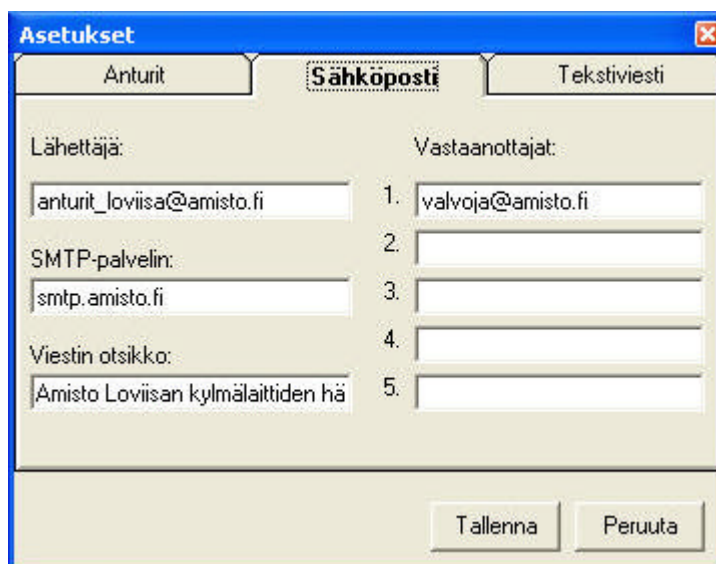 Asetukset
Anturit
Sähköposti
Tekstiviesti
Lähettäjä:
anturit_loviisa@amisto.fi
SMTP-palvelin:
smtp.amisto.fi
Viestin otsikko:
Amisto Loviisan kylmälaittiden hä
Vastaanottajat:
1. valvoja@amisto.fi
2.
3.
4.
5.
Tallenna
Peruuta